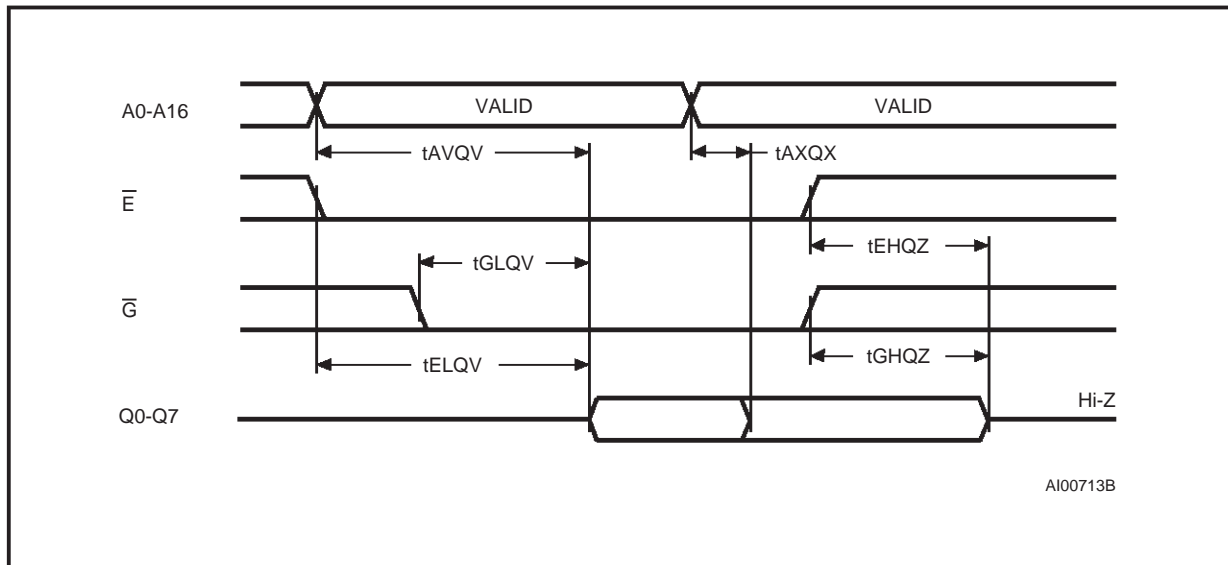 A0-A16
VALID
VALID
tAVQV
tAXQX
E̅
tEHQZ
tGLQV
G̅
tGHQZ
tELQV
Q0-Q7
Hi-Z
AI00713B